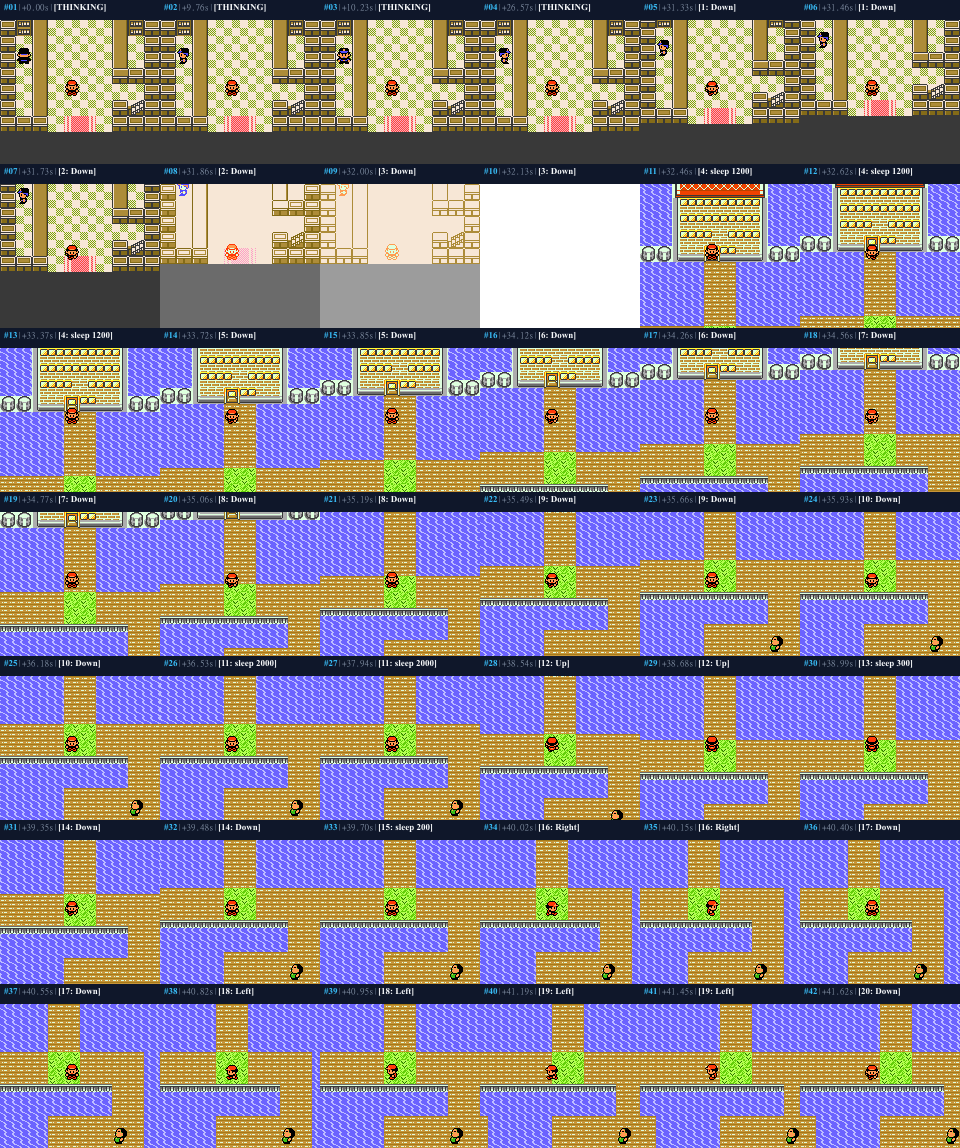 #01|+0.00s| [THINKING]
#02|+9.76s| [THINKING]
#03|+10.23s| [THINKING]
#04|+26.57s| [THINKING]
#05|+31.33s| [1: Down]
#06|+31.46s| [1: Down]
#07|+31.73s| [2: Down]
#08|+31.86s| [2: Down]
#09|+32.00s| [3: Down]
#10|+32.13s| [3: Down]
#11|+32.46s| [4: sleep 1200]
#12|+32.62s| [4: sleep 1200]
#13|+33.37s| [4: sleep 1200]
#14|+33.72s| [5: Down]
#15|+33.85s| [5: Down]
#16|+34.12s| [6: Down]
#17|+34.26s| [6: Down]
#18|+34.56s| [7: Down]
#19|+34.77s| [7: Down]
#20|+35.06s| [8: Down]
#21|+35.19s| [8: Down]
#22|+35.49s| [9: Down]
#23|+35.66s| [9: Down]
#24|+35.93s| [10: Down]
#25|+36.18s| [10: Down]
#26|+36.53s| [11: sleep 2000]
#27|+37.94s| [11: sleep 2000]
#28|+38.54s| [12: Up]
#29|+38.68s| [12: Up]
#30|+38.99s| [13: sleep 300]
#31|+39.35s| [14: Down]
#32|+39.48s| [14: Down]
#33|+39.70s| [15: sleep 200]
#34|+40.02s| [16: Right]
#35|+40.15s| [16: Right]
#36|+40.40s| [17: Down]
#37|+40.55s| [17: Down]
#38|+40.82s| [18: Left]
#39|+40.95s| [18: Left]
#40|+41.19s| [19: Left]
#41|+41.45s| [19: Left]
#42|+41.62s| [20: Down]